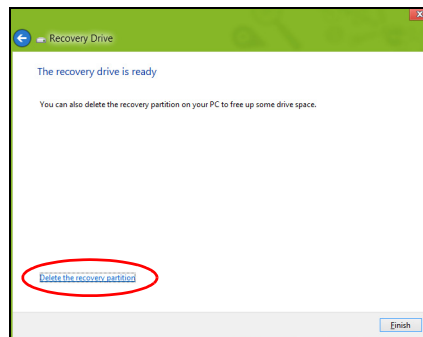 Recovery Drive
The recovery drive is ready
You can also delete the recovery partition on your PC to free up some drive space.
Delete the recovery partition
Finish